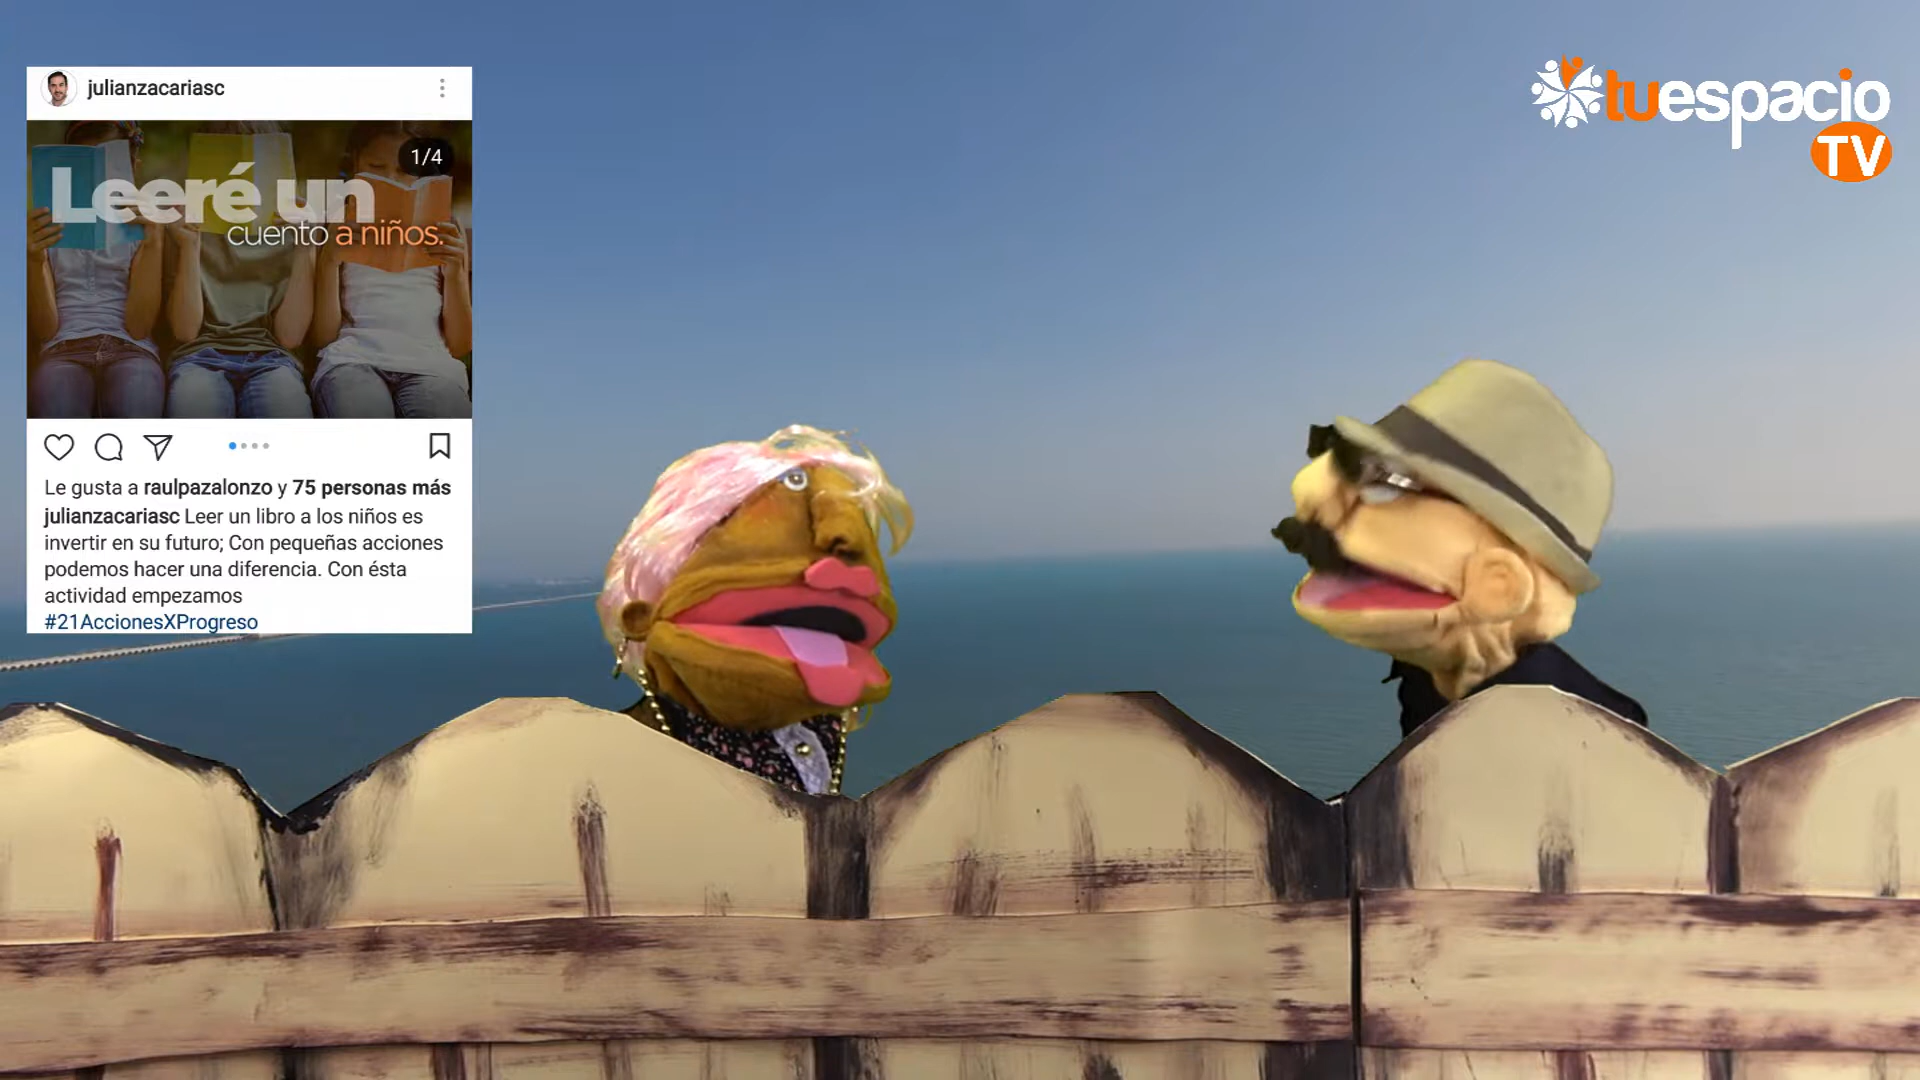 julianzacariasc
1/4
Leeré un
cuento a niños.
Le gusta a raulpazalonzo y 75 personas más
julianzacariasc Leer un libro a los niños es
invertir en su futuro; Con pequeñas acciones
podemos hacer una diferencia. Con ésta
actividad empezamos
#21AccionesXProgreso
tuespacio
TV